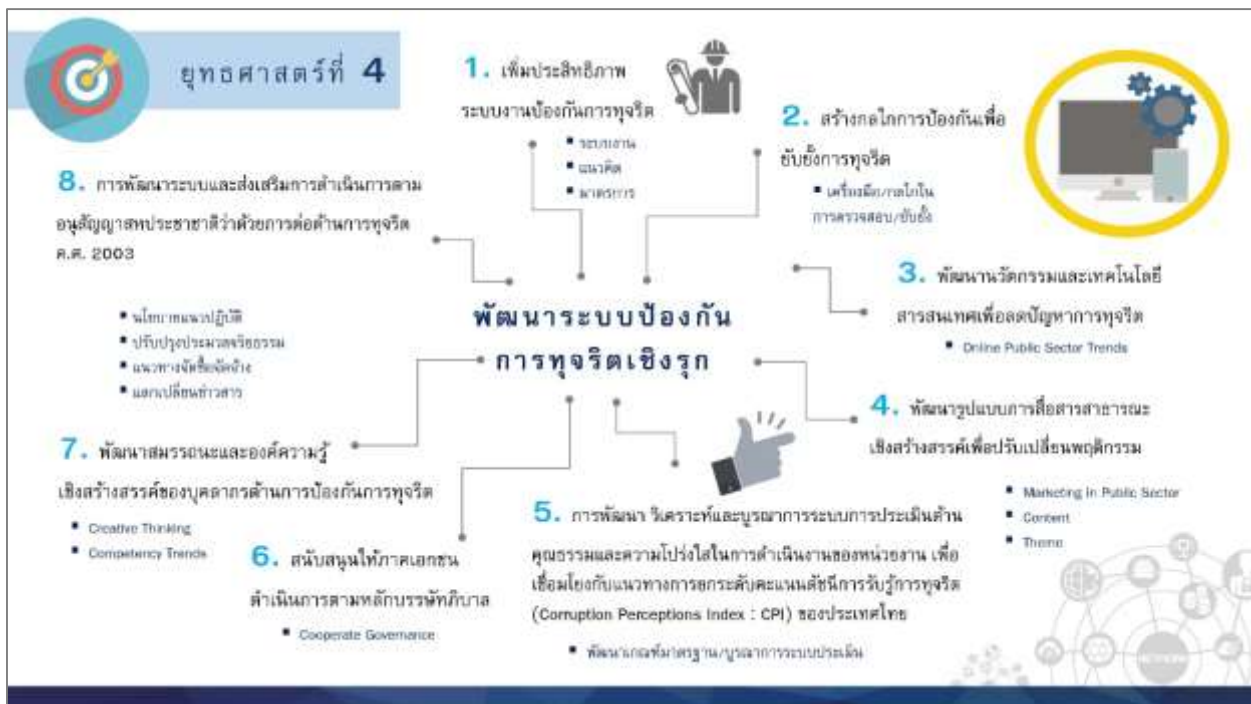 ยุทธศาสตร์ที่ 4
1. เพิ่มประสิทธิภาพ
ระบบงานป้องกันการทุจริต
▪ ระบบงาน
▪ แนวคิด
▪ มาตรการ
2. สร้างกลไกการป้องกันเพื่อ
ยับยั้งการทุจริต
▪ เครื่องมือ/กลไกใน
การตรวจสอบ/ยับยั้ง
3. พัฒนานวัตกรรมและเทคโนโลยี
สารสนเทศเพื่อลดปัญหาการทุจริต
▪ Online Public Sector Trends
4. พัฒนารูปแบบการสื่อสารสาธารณะ
เชิงสร้างสรรค์เพื่อปรับเปลี่ยนพฤติกรรม
▪ Marketing in Public Sector
▪ Content
▪ Theme
5. การพัฒนา วิเคราะห์และบูรณาการระบบการประเมินด้าน
คุณธรรมและความโปร่งใสในการดำเนินงานของหน่วยงาน เพื่อ
เชื่อมโยงกับแนวทางการยกระดับคะแนนดัชนีการรับรู้การทุจริต
(Corruption Perceptions Index : CPI) ของประเทศไทย
▪ พัฒนาเกณฑ์มาตรฐาน/บูรณาการระบบประเมิน
6. สนับสนุนให้ภาคเอกชน
ดำเนินการตามหลักบรรษัทภิบาล
▪ Cooperate Governance
7. พัฒนาสมรรถนะและองค์ความรู้
เชิงสร้างสรรค์ของบุคลากรด้านการป้องกันการทุจริต
▪ Creative Thinking
▪ Competency Trends
8. การพัฒนาระบบและส่งเสริมการดำเนินการตาม
อนุสัญญาสหประชาชาติว่าด้วยการต่อต้านการทุจริต
ค.ศ. 2003
▪ นโยบายแนวปฏิบัติ
▪ ปรับปรุงประมวลจริยธรรม
▪ แนวทางจัดซื้อจัดจ้าง
▪ แลกเปลี่ยนข่าวสาร
พัฒนาระบบป้องกัน
การทุจริตเชิงรุก